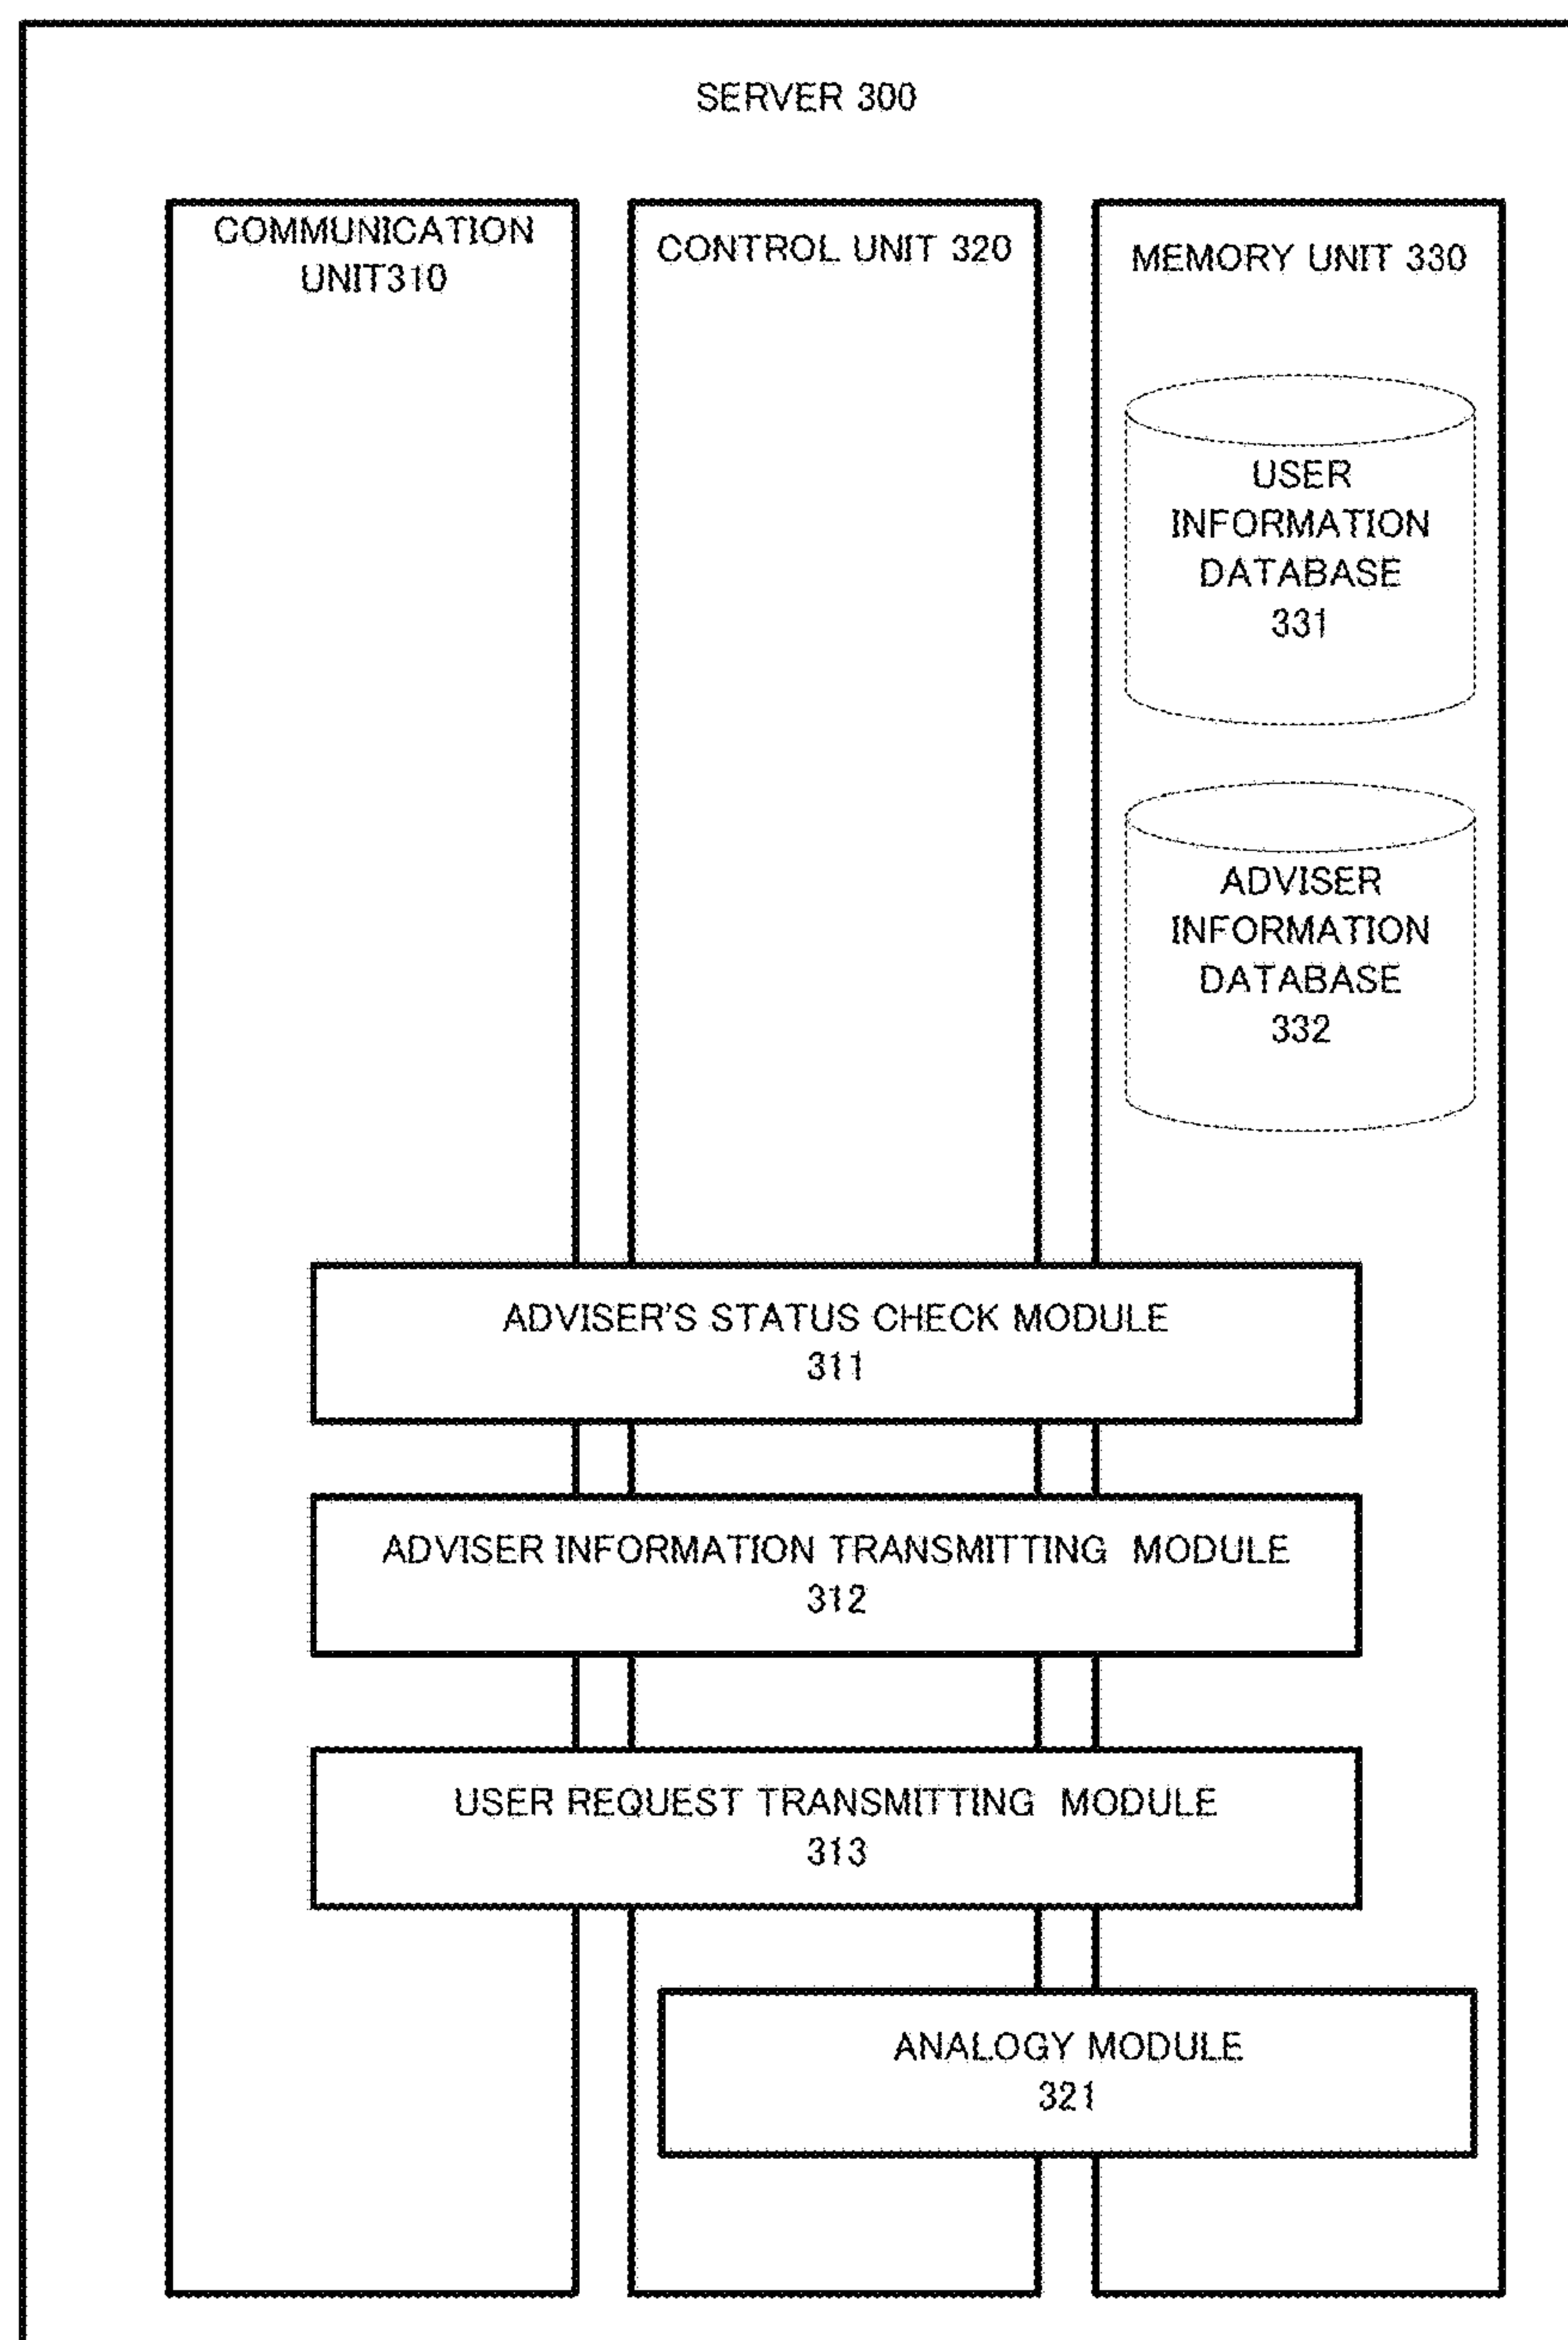 SERVER 300
COMMUNICATION
UNIT310
CONTROL UNIT 320
MEMORY UNIT 330
USER
INFORMATION
DATABASE
331
ADVISER
INFORMATION
DATABASE
332
ADVISER'S STATUS CHECK MODULE
311
ADVISER INFORMATION TRANSMITTING MODULE
312
USER REQUEST TRANSMITTING MODULE
313
ANALOGY MODULE
321